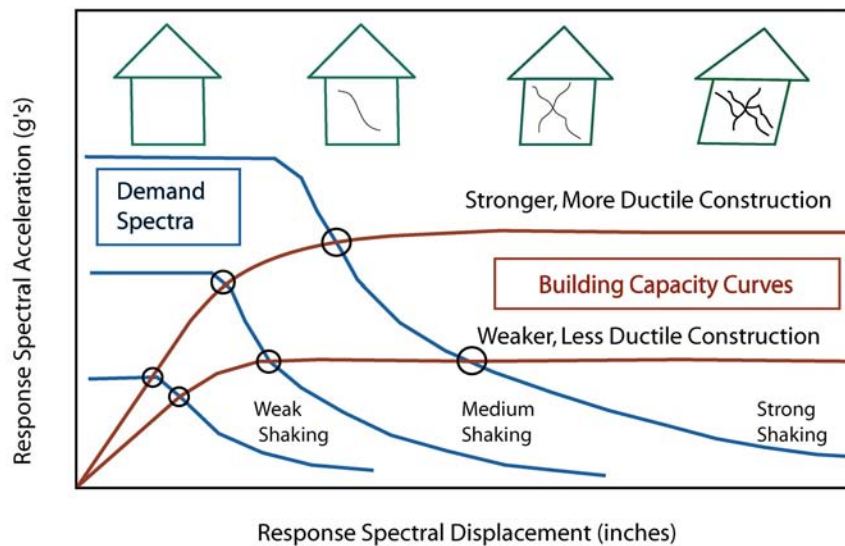 Response Spectral Acceleration (g's)
Demand
Spectra
Stronger, More Ductile Construction
Building Capacity Curves
Weaker, Less Ductile Construction
Weak
Shaking
Medium
Shaking
Strong
Shaking
Response Spectral Displacement (inches)